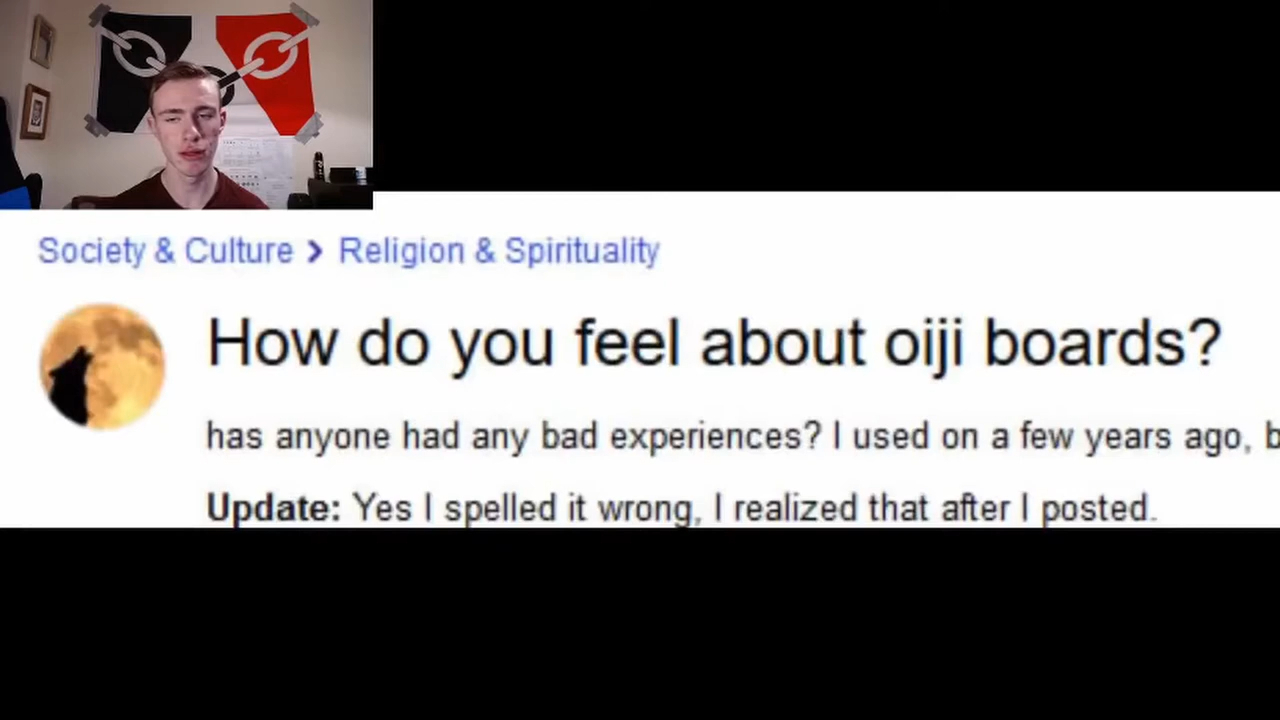 Society & Culture > Religion & Spirituality
How do you feel about oiji boards?
has anyone had any bad experiences? I used on a few years ago,
Update: Yes I spelled it wrong, I realized that after I posted.